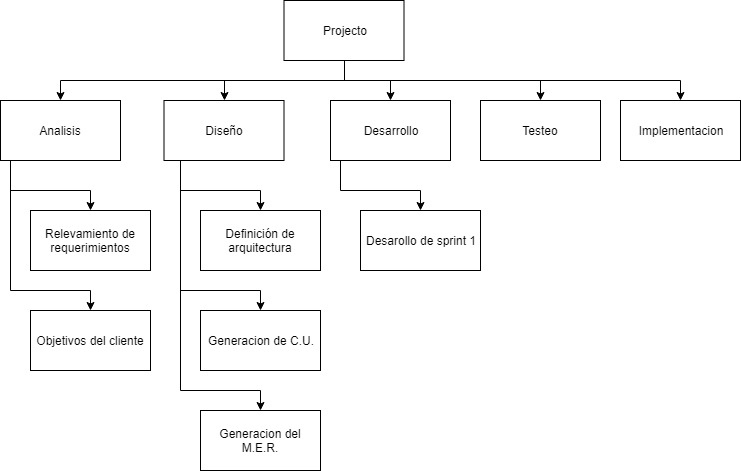 Projecto
Analisis
Diseño
Desarrollo
Testeo
Implementacion
Relevamiento de
requerimientos
Definición de
arquitectura
Desarollo de sprint 1
Objetivos del cliente
Generacion de C.U.
Generacion del
M.E.R.